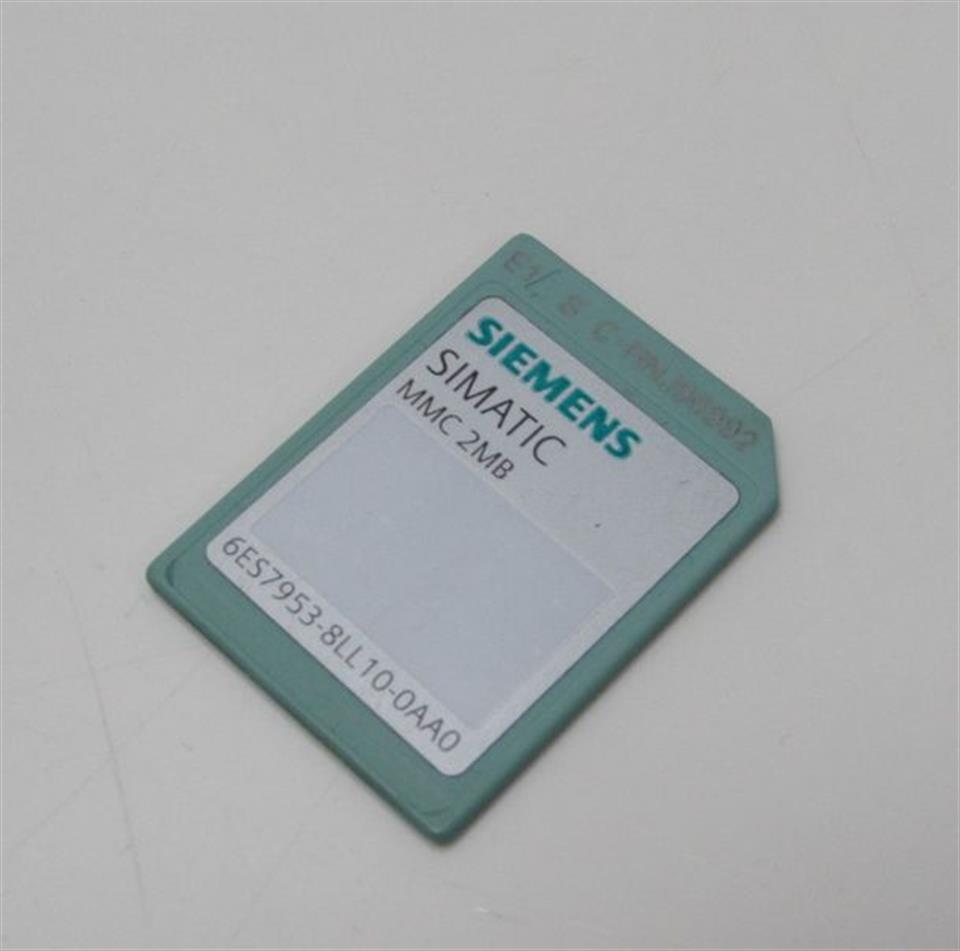 SIEMENS
SIMATIC
MMC 2MB
6ES7953-8LL10-0AA0